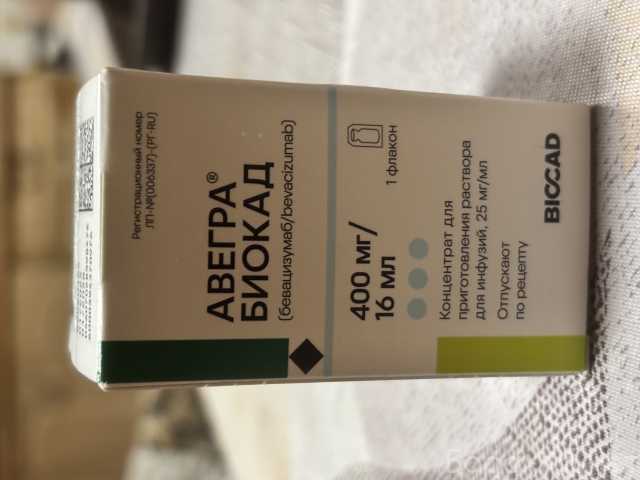 Регистрационный номер
ЛП-№(006337)-(РГ-RU)
АВЕГРА®
БИОКАД
(бевацизумаб/bevacizumab)
400 мг/
16 мл
1 флакон
Концентрат для
приготовления раствора
для инфузий, 25 мг/мл
Отпускают
по рецепту
BIOCAD